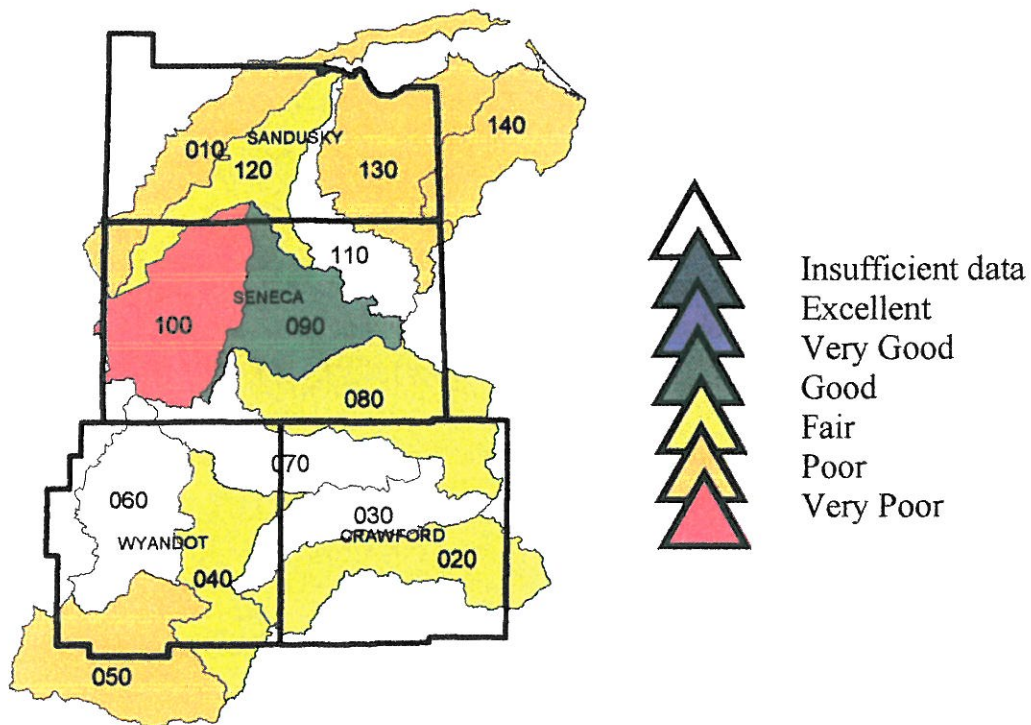 140
010
SANDUSKY
120
130
110
SENECA
100
090
080
070
060
030
WYANDOT
CRAWFORD
020
040
050
Insufficient data
Excellent
Very Good
Good
Fair
Poor
Very Poor